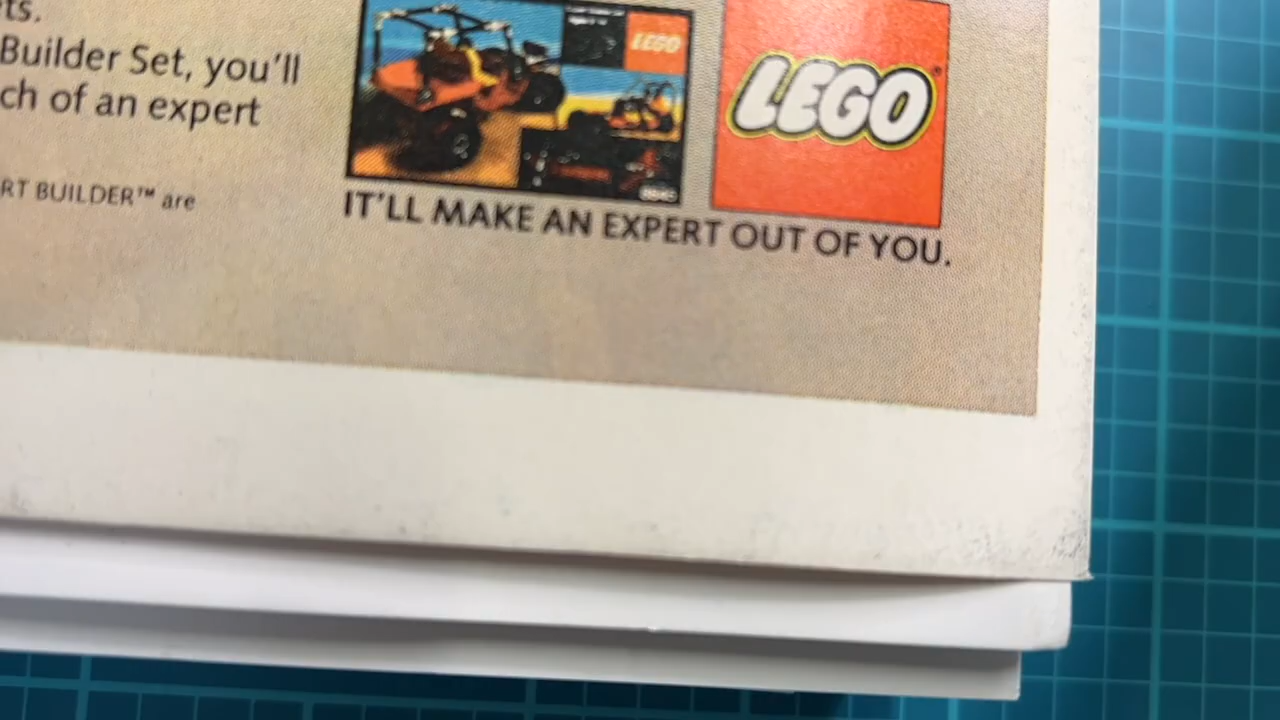 ts.
Builder Set, you'll
ch of an expert
RT BUILDER™ are
LEGO
LEGO
IT'LL MAKE AN EXPERT OUT OF YOU.